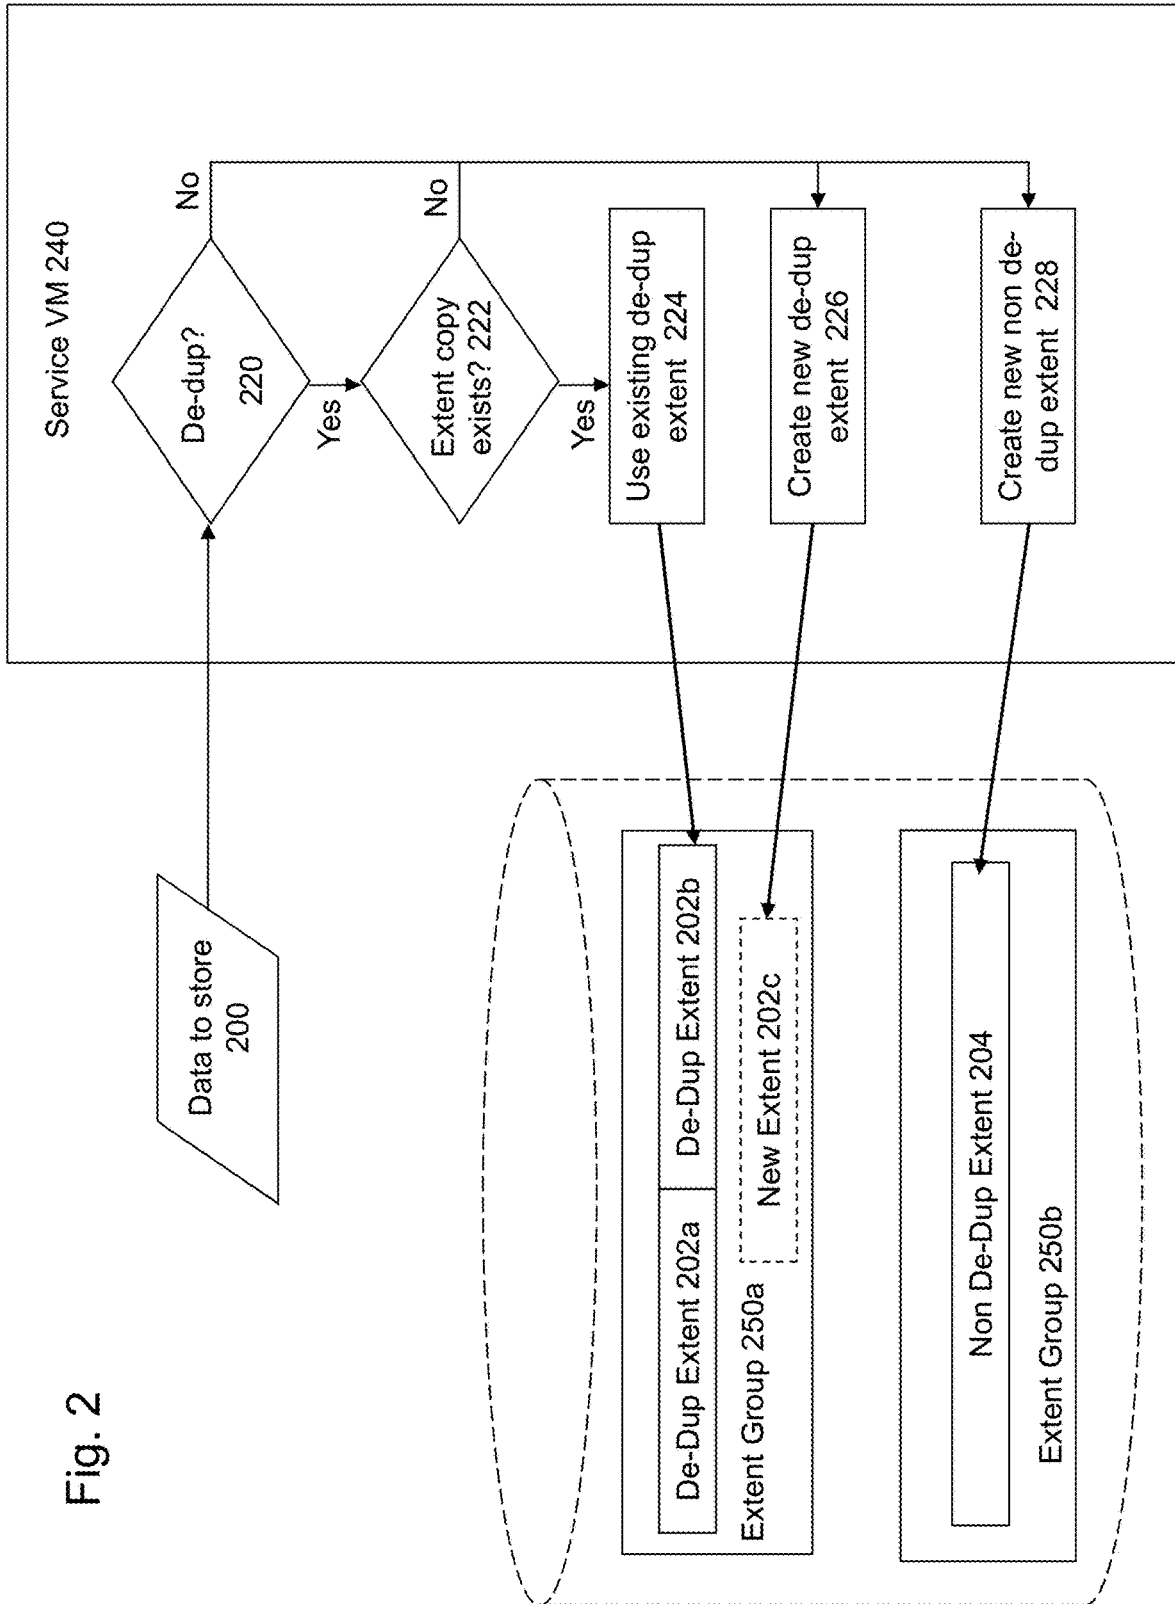 Fig. 2
Data to store
200
Service VM 240
De-dup?
220
No
Yes
Extent copy
exists? 222
No
Yes
Use existing de-dup
extent 224
Create new de-dup
extent 226
Create new non de-
dup extent 228
De-Dup Extent 202a
De-Dup Extent 202b
New Extent 202c
Extent Group 250a
Non De-Dup Extent 204
Extent Group 250b